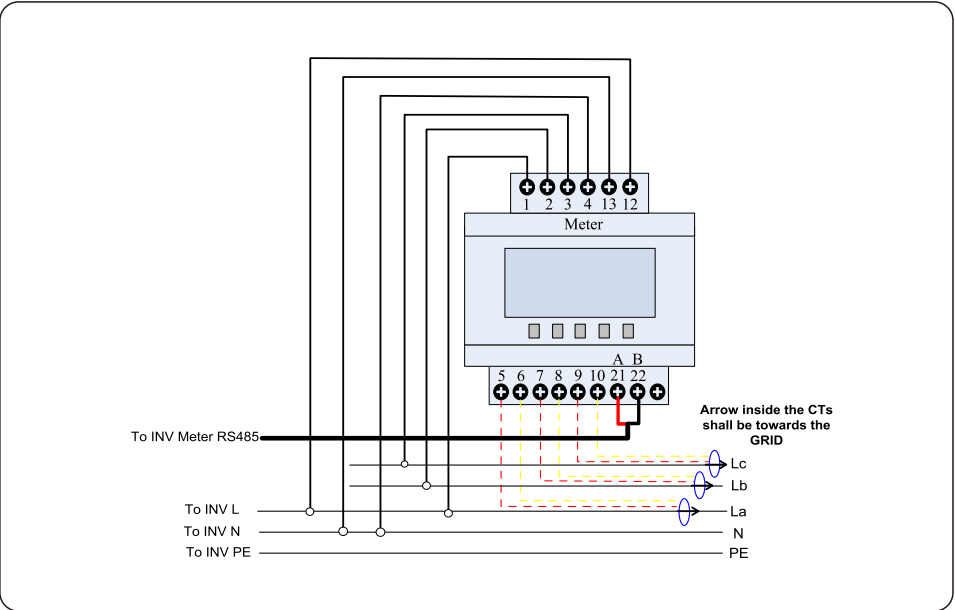 1 2 3 4 13 12
Meter
A B
5 6 7 8 9 10 21 22
Arrow inside the CTs
shall be towards the
GRID
To INV Meter RS485
Lc
Lb
To INV L
La
To INV N
N
To INV PE
PE